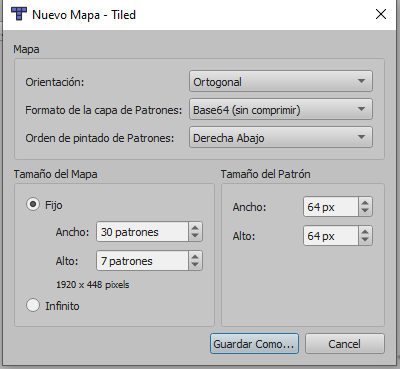 Nuevo Mapa - Tiled
Mapa
Orientación: Ortogonal
Formato de la capa de Patrones: Base64 (sin comprimir)
Orden de pintado de Patrones: Derecha Abajo
Tamaño del Mapa
Fijo
Ancho: 30 patrones
Alto: 7 patrones
1920 x 448 pixels
Infinito
Tamaño del Patrón
Ancho: 64 px
Alto: 64 px
Guardar Como...
Cancel